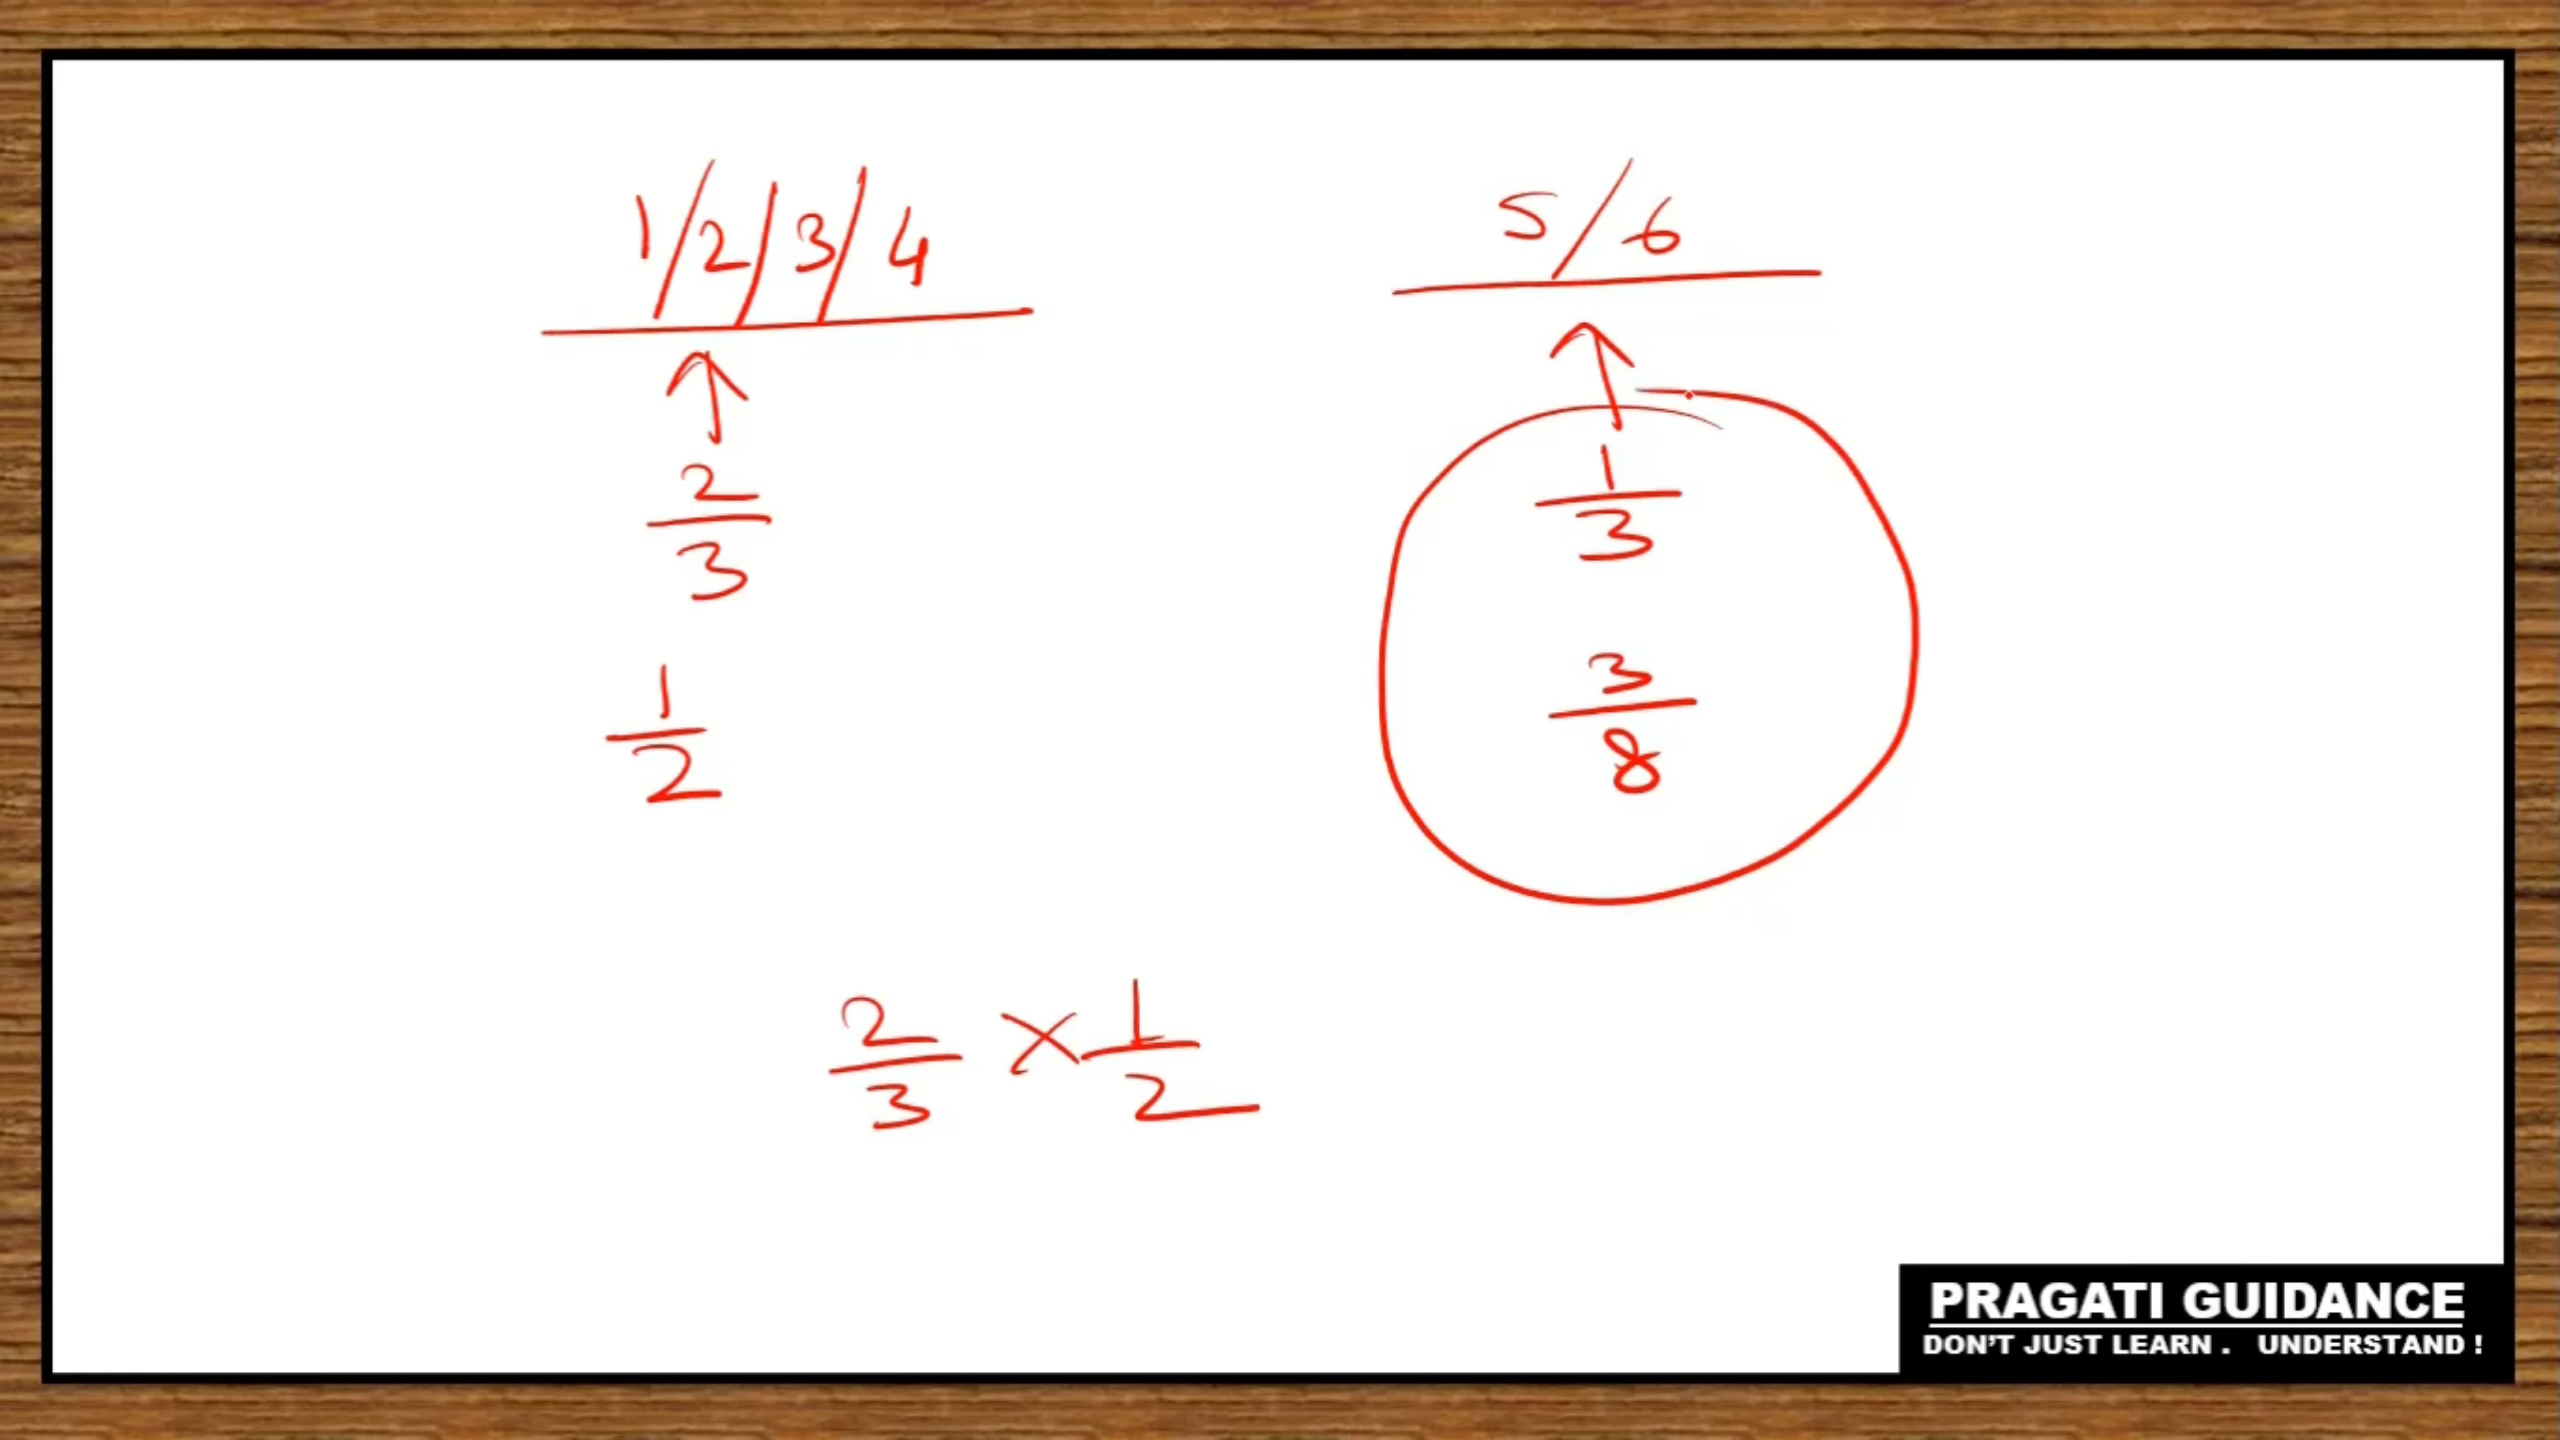 1/2/3/4
5/6
2/3
1/3
1/2
3/8
2/3 × 1/2
PRAGATI GUIDANCE
DON'T JUST LEARN . UNDERSTAND !